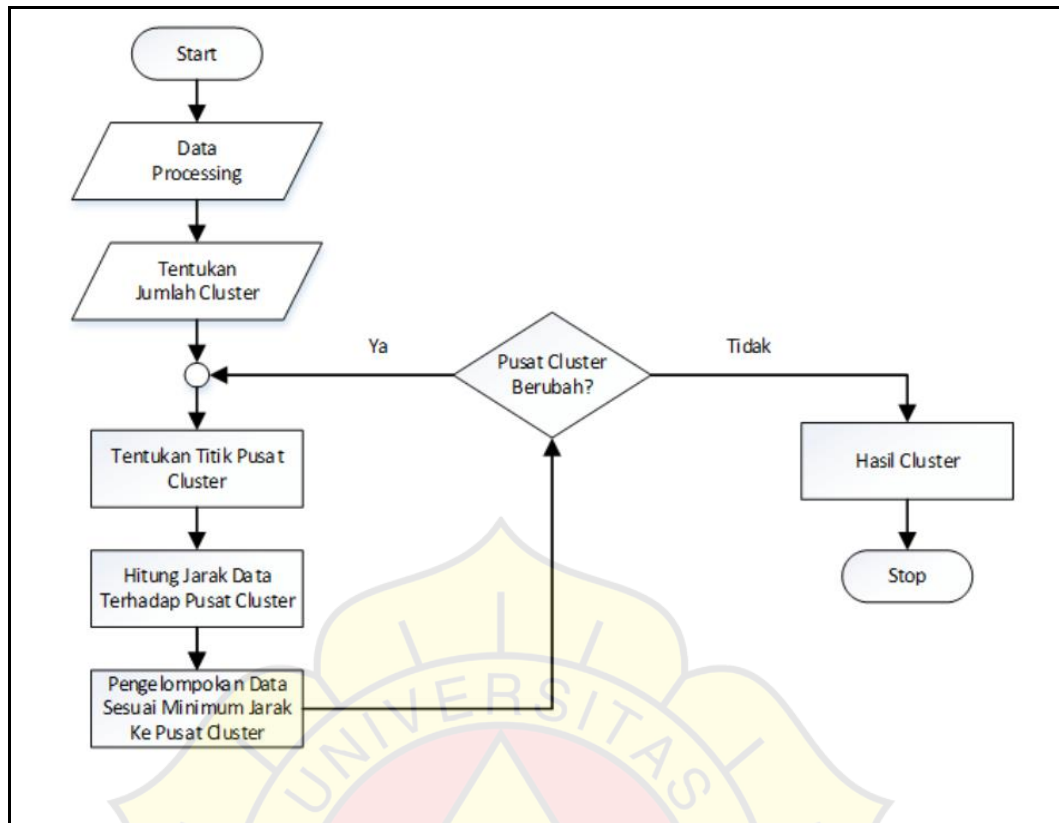 Start
Data
Processing
Tentukan
Jumlah Cluster
Ya
Pusat Cluster
Berubah?
Tidak
Tentukan Titik Pusat
Cluster
Hasil Cluster
Hitung Jarak Data
Terhadap Pusat Cluster
Stop
Pengelompokan Data
Sesuai Minimum Jarak
Ke Pusat Cluster
UNIVERSITAS